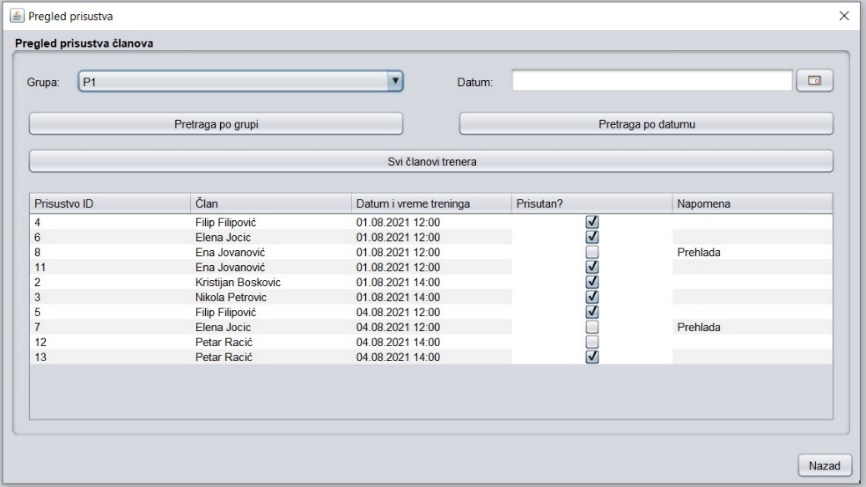 Pregled prisustva
Pregled prisustva članova
Grupa: P1 Datum:
Pretraga po grupi Pretraga po datumu
Svi članovi trenera
Prisustvo ID Član Datum i vreme treninga Prisutan? Napomena
4 Filip Filipović 01.08.2021 12:00
6 Elena Jocic 01.08.2021 12:00
8 Ena Jovanović 01.08.2021 12:00 Prehlada
11 Ena Jovanović 01.08.2021 12:00
2 Kristijan Boskovic 01.08.2021 14:00
3 Nikola Petrovic 01.08.2021 14:00
5 Filip Filipović 04.08.2021 12:00
7 Elena Jocic 04.08.2021 12:00 Prehlada
12 Petar Racić 04.08.2021 14:00
13 Petar Racić 04.08.2021 14:00
Nazad